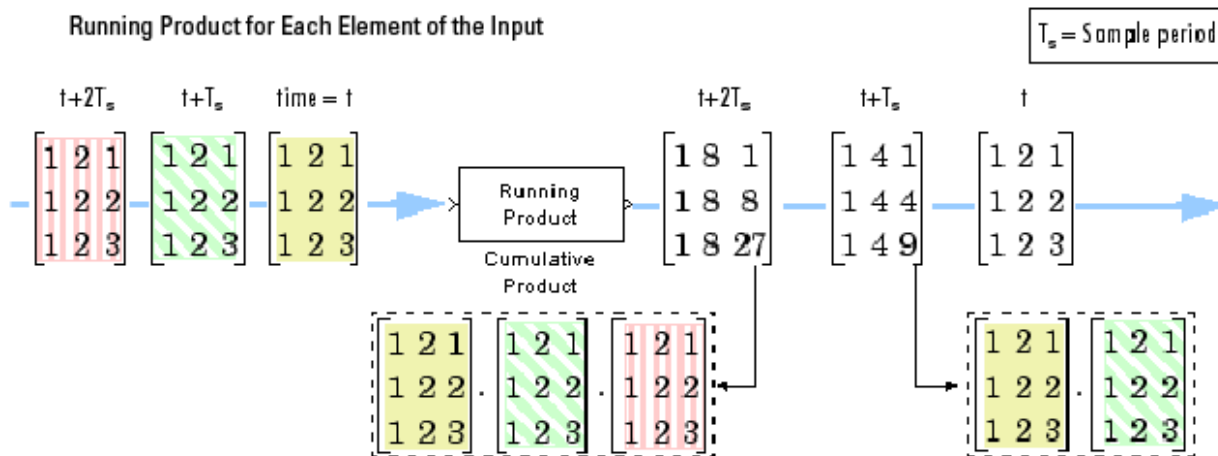 Running Product for Each Element of the Input
Tₛ = Sample period
t+2Tₛ t+Tₛ time = t t+2Tₛ t+Tₛ t
1 2 1 1 2 1 1 2 1 1 8 1 1 4 1 1 2 1
1 2 2 1 2 2 1 2 2 Running Product 1 8 8 1 4 4 1 2 2
1 2 3 1 2 3 1 2 3 1 8 27 1 4 9 1 2 3
Cumulative
Product
1 2 1 1 2 1 1 2 1 1 2 1 1 2 1
1 2 2 . 1 2 2 . 1 2 2 1 2 2 . 1 2 2
1 2 3 1 2 3 1 2 3 1 2 3 1 2 3